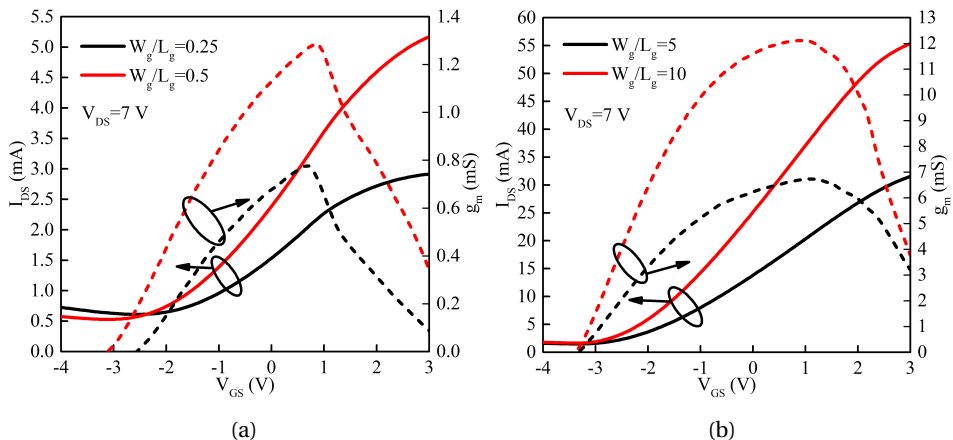 5.5
5.0
4.5
4.0
3.5
3.0
2.5
2.0
1.5
1.0
0.5
0.0
I_DS (mA)
W_g/L_g=0.25
W_g/L_g=0.5
V_DS=7 V
1.4
1.2
1.0
0.8
0.6
0.4
0.2
0.0
g_m (mS)
-4 -3 -2 -1 0 1 2 3
V_GS (V)
(a)
60
55
50
45
40
35
30
25
20
15
10
5
0
I_DS (mA)
W_g/L_g=5
W_g/L_g=10
V_DS=7 V
13
12
11
10
9
8
7
6
5
4
3
2
1
0
g_m (mS)
-4 -3 -2 -1 0 1 2 3
V_GS (V)
(b)